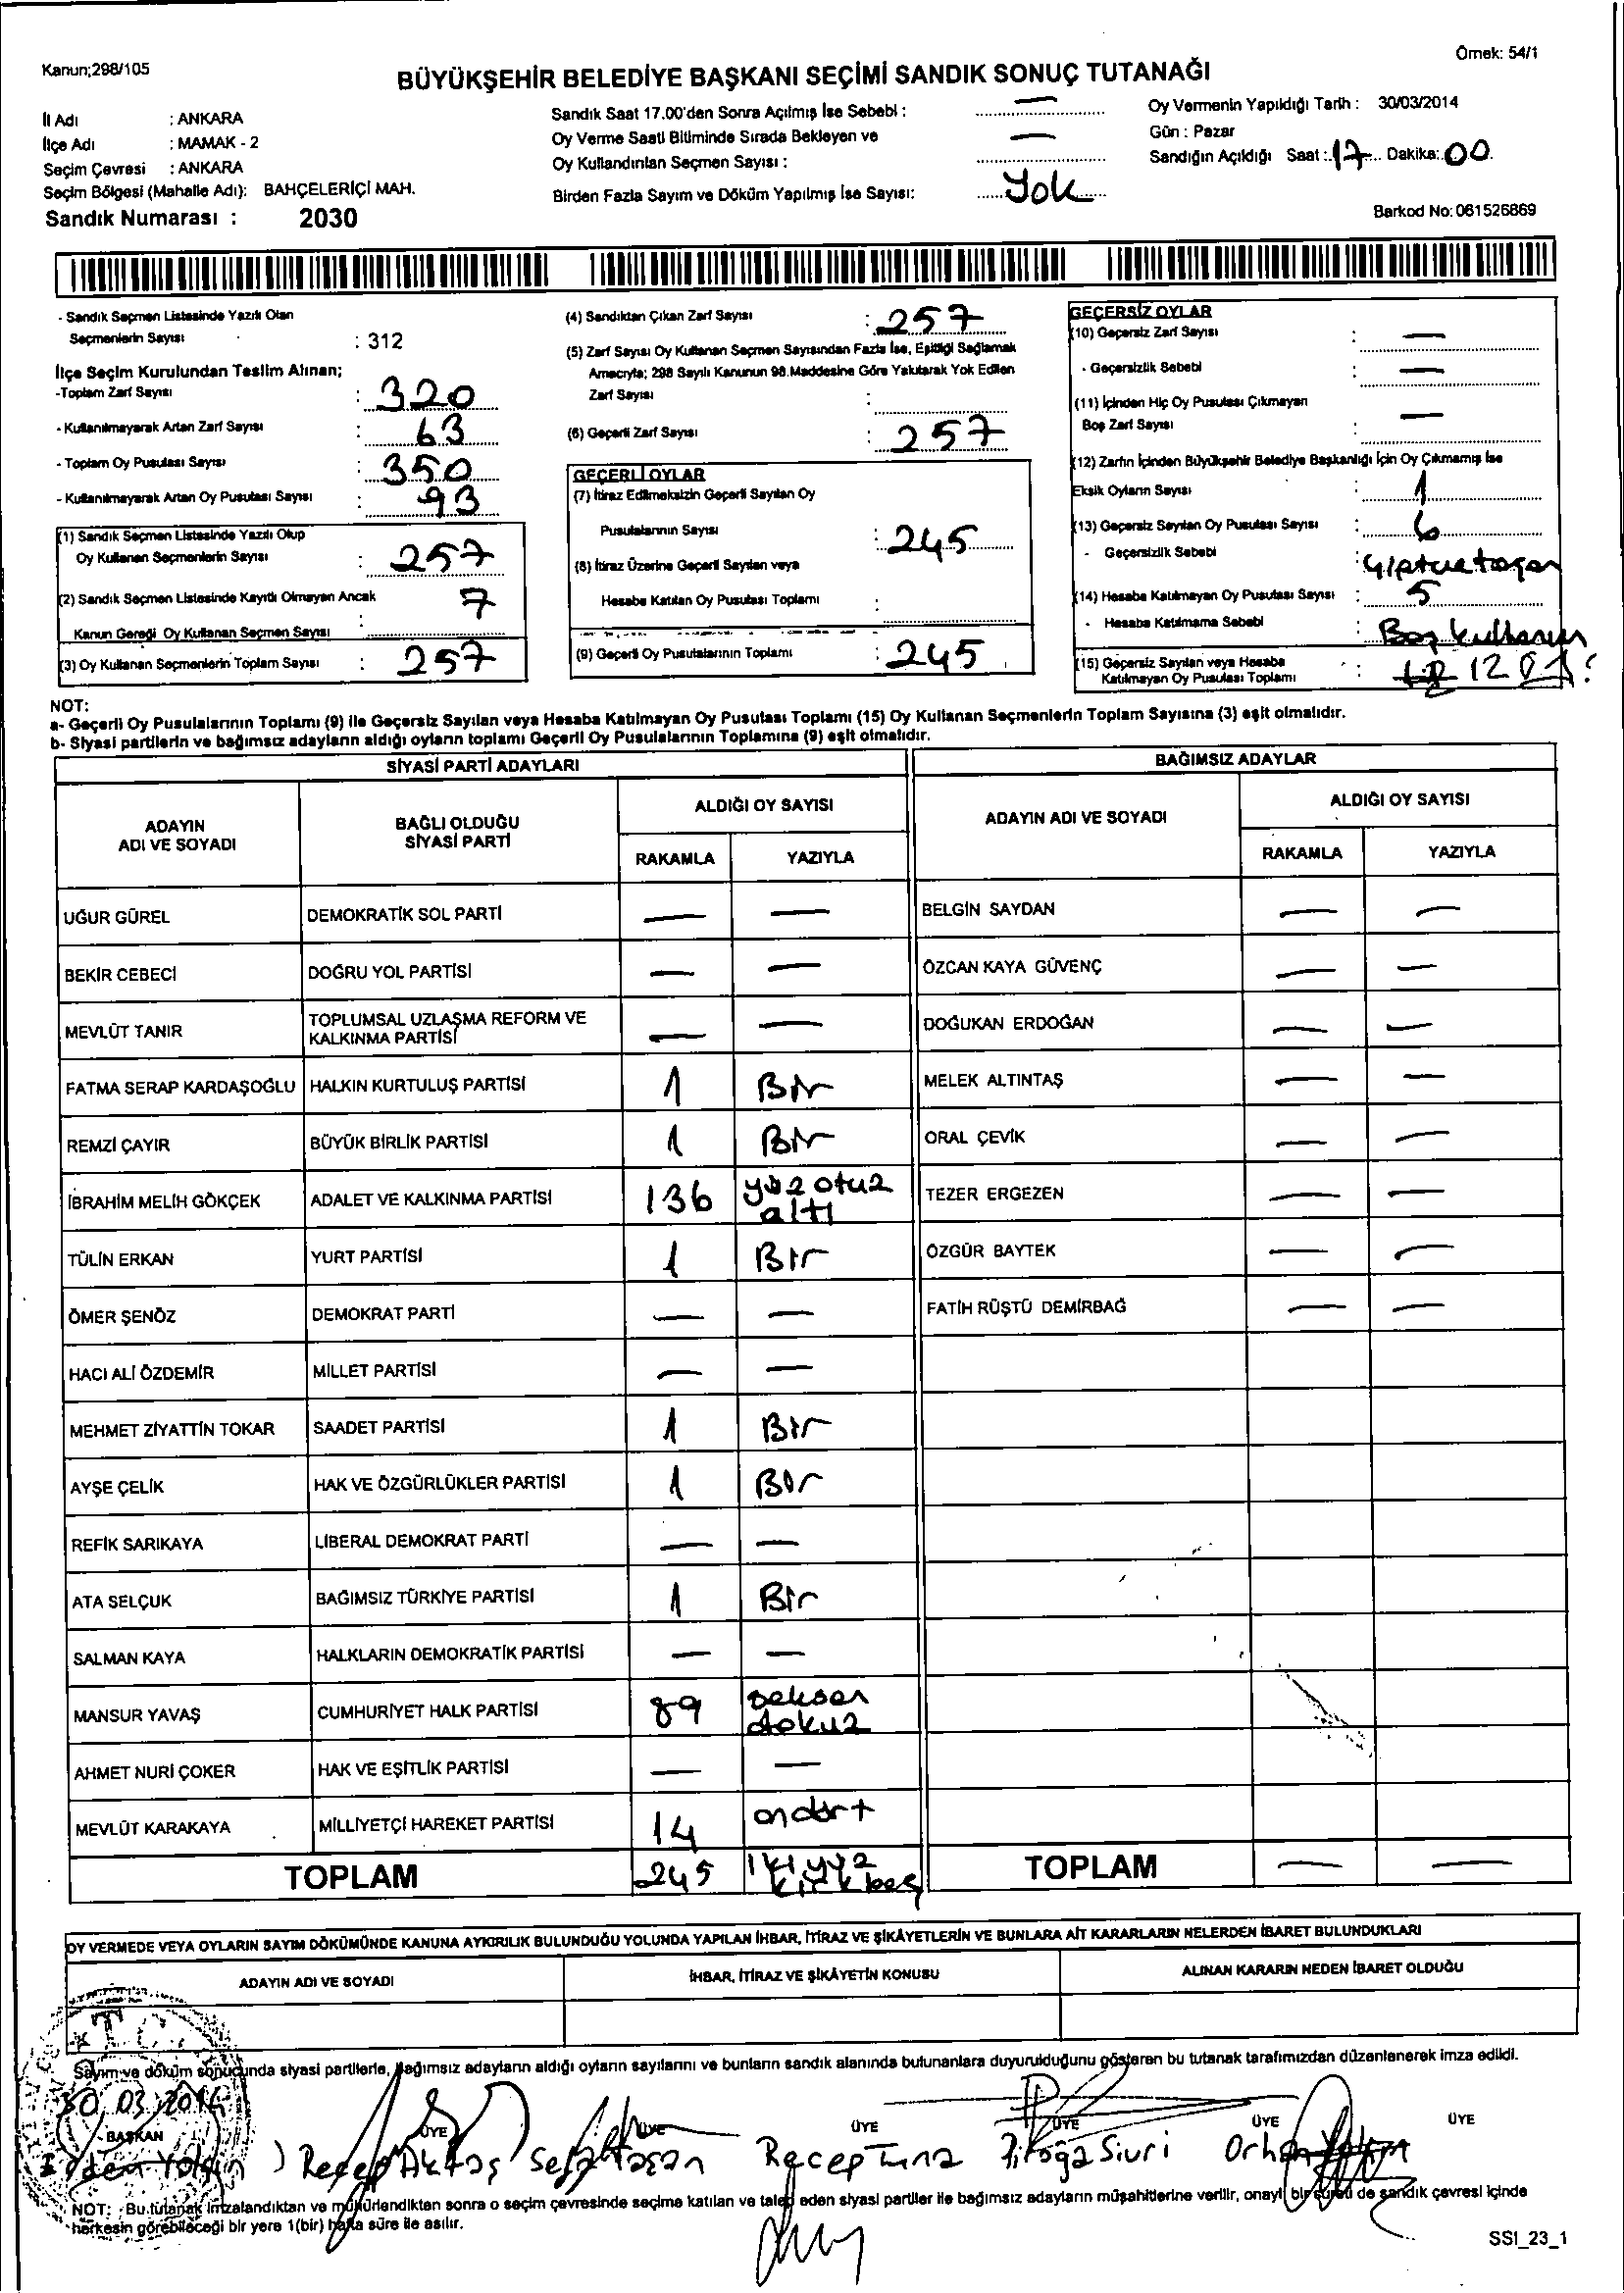 Kanun;298/105
Örnek: 54/1
BÜYÜKŞEHİR BELEDİYE BAŞKANI SEÇİMİ SANDIK SONUÇ TUTANAĞI
İl Adı : ANKARA
İlçe Adı : MAMAK - 2
Seçim Çevresi : ANKARA
Seçim Bölgesi (Mahalle Adı): BAHÇELERİÇİ MAH.
Sandık Numarası : 2030
Sandık Saat 17.00'den Sonra Açılmış İse Sebebi : —
Oy Verme Saati Bitiminde Sırada Bekleyen ve
Oy Kullandırılan Seçmen Sayısı : —
Birden Fazla Sayım ve Döküm Yapılmış İse Sayısı: Yok
Oy Vermenin Yapıldığı Tarih : 30/03/2014
Gün : Pazar
Sandığın Açıldığı Saat : 17 Dakika: 00
Barkod No: 061526869
- Sandık Seçmen Listesinde Yazılı Olan
Seçmenlerin Sayısı : 312
İlçe Seçim Kurulundan Teslim Alınan;
-Toplam Zarf Sayısı : 320
- Kullanılmayarak Artan Zarf Sayısı : 63
- Toplam Oy Pusulası Sayısı : 350
- Kullanılmayarak Artan Oy Pusulası Sayısı : 93
(1) Sandık Seçmen Listesinde Yazılı Olup
Oy Kullanan Seçmenlerin Sayısı : 257
(2) Sandık Seçmen Listesinde Kayıtlı Olmayan Ancak
Kanun Gereği Oy Kullanan Seçmen Sayısı : 7
(3) Oy Kullanan Seçmenlerin Toplam Sayısı : 257
(4) Sandıktan Çıkan Zarf Sayısı : 257
(5) Zarf Sayısı Oy Kullanan Seçmen Sayısından Fazla İse, Eşitliği Sağlamak
Amacıyla; 298 Sayılı Kanunun 98.Maddesine Göre Yakılarak Yok Edilen
Zarf Sayısı :
(6) Geçerli Zarf Sayısı : 257
GEÇERLİ OYLAR
(7) İtiraz Edilmeksizin Geçerli Sayılan Oy
Pusulalarının Sayısı : 245
(8) İtiraz Üzerine Geçerli Sayılan veya
Hesaba Katılan Oy Pusulası Toplamı :
(9) Geçerli Oy Pusulalarının Toplamı : 245
GEÇERSİZ OYLAR
(10) Geçersiz Zarf Sayısı : —
- Geçersizlik Sebebi : —
(11) İçinden Hiç Oy Pusulası Çıkmayan
Boş Zarf Sayısı : —
(12) Zarfın İçinden Büyükşehir Belediye Başkanlığı İçin Oy Çıkmamış İse
Eksik Oyların Sayısı : 1
(13) Geçersiz Sayılan Oy Pusulası Sayısı : 6
- Geçersizlik Sebebi :
(14) Hesaba Katılmayan Oy Pusulası Sayısı : 5
- Hesaba Katılmama Sebebi : Boş
(15) Geçersiz Sayılan veya Hesaba
Katılmayan Oy Pusulası Toplamı : 12
NOT:
a- Geçerli Oy Pusulalarının Toplamı (9) ile Geçersiz Sayılan veya Hesaba Katılmayan Oy Pusulası Toplamı (15) Oy Kullanan Seçmenlerin Toplam Sayısına (3) eşit olmalıdır.
b- Siyasi partilerin ve bağımsız adayların aldığı oyların toplamı Geçerli Oy Pusulalarının Toplamına (9) eşit olmalıdır.
SİYASİ PARTİ ADAYLARI BAĞIMSIZ ADAYLAR
ADAYIN ADI VE SOYADI BAĞLI OLDUĞU SİYASİ PARTİ ALDIĞI OY SAYISI ADAYIN ADI VE SOYADI ALDIĞI OY SAYISI
RAKAMLA YAZIYLA RAKAMLA YAZIYLA
UĞUR GÜREL DEMOKRATİK SOL PARTİ — — BELGİN SAYDAN — —
BEKİR CEBECİ DOĞRU YOL PARTİSİ — — ÖZCAN KAYA GÜVENÇ — —
MEVLÜT TANIR TOPLUMSAL UZLAŞMA REFORM VE KALKINMA PARTİSİ — — DOĞUKAN ERDOĞAN — —
FATMA SERAP KARDAŞOĞLU HALKIN KURTULUŞ PARTİSİ 1 Bir MELEK ALTINTAŞ — —
REMZİ ÇAYIR BÜYÜK BİRLİK PARTİSİ 1 Bir ORAL ÇEVİK — —
İBRAHİM MELİH GÖKÇEK ADALET VE KALKINMA PARTİSİ 136 yüz otuz altı TEZER ERGEZEN — —
TÜLİN ERKAN YURT PARTİSİ 1 Bir ÖZGÜR BAYTEK — —
ÖMER ŞENÖZ DEMOKRAT PARTİ — — FATİH RÜŞTÜ DEMİRBAĞ — —
HACI ALİ ÖZDEMİR MİLLET PARTİSİ — —
MEHMET ZİYATTİN TOKAR SAADET PARTİSİ 1 Bir
AYŞE ÇELİK HAK VE ÖZGÜRLÜKLER PARTİSİ 1 Bir
REFİK SARIKAYA LİBERAL DEMOKRAT PARTİ — —
ATA SELÇUK BAĞIMSIZ TÜRKİYE PARTİSİ 1 Bir
SALMAN KAYA HALKLARIN DEMOKRATİK PARTİSİ — —
MANSUR YAVAŞ CUMHURİYET HALK PARTİSİ 89 seksen dokuz
AHMET NURİ ÇOKER HAK VE EŞİTLİK PARTİSİ — —
MEVLÜT KARAKAYA MİLLİYETÇİ HAREKET PARTİSİ 14 ondört
TOPLAM 245 iki yüz kırk beş TOPLAM — —
OY VERMEDE VEYA OYLARIN SAYIM DÖKÜMÜNDE KANUNA AYKIRILIK BULUNDUĞU YOLUNDA YAPILAN İHBAR, İTİRAZ VE ŞİKÂYETLERİN VE BUNLARA AİT KARARLARIN NELERDEN İBARET BULUNDUKLARI
ADAYIN ADI VE SOYADI İHBAR, İTİRAZ VE ŞİKÂYETİN KONUSU ALINAN KARARIN NEDEN İBARET OLDUĞU
Sayım ve döküm sonucunda siyasi partilerle, bağımsız adayların aldığı oyların sayılarını ve bunların sandık alanında bulunanlara duyurulduğunu gösteren bu tutanak tarafımızdan düzenlenerek imza edildi.
30.03.2014
BAŞKAN ÜYE ÜYE ÜYE ÜYE ÜYE ÜYE
Recep Aktaş Recep Tuna Orhan
NOT: Bu tutanak imzalandıktan ve mühürlendikten sonra o seçim çevresinde seçime katılan ve talep eden siyasi partiler ile bağımsız adayların müşahitlerine verilir, onaylı bir sureti de sandık çevresi içinde
herkesin görebileceği bir yere 1(bir) hafta süre ile asılır.
SSI_23_1